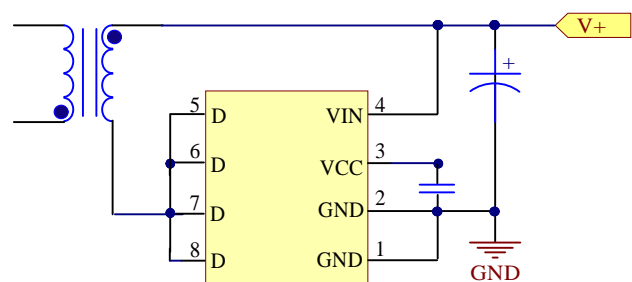 V+
+
5 D VIN 4
6 D VCC 3
7 D GND 2
8 D GND 1
GND